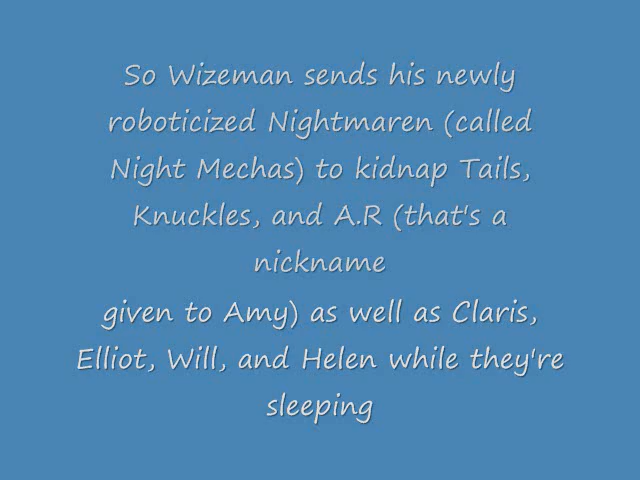 So Wizeman sends his newly
roboticized Nightmaren (called
Night Mechas) to kidnap Tails,
Knuckles, and A.R (that's a
nickname
given to Amy) as well as Claris,
Elliot, Will, and Helen while they're
sleeping